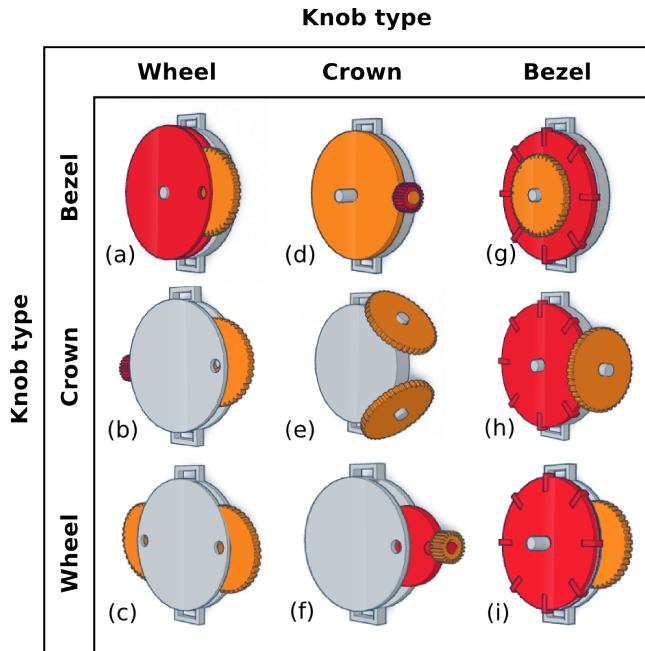 Knob type
Wheel Crown Bezel
Knob type
Bezel
(a) (d) (g)
Crown
(b) (e) (h)
Wheel
(c) (f) (i)